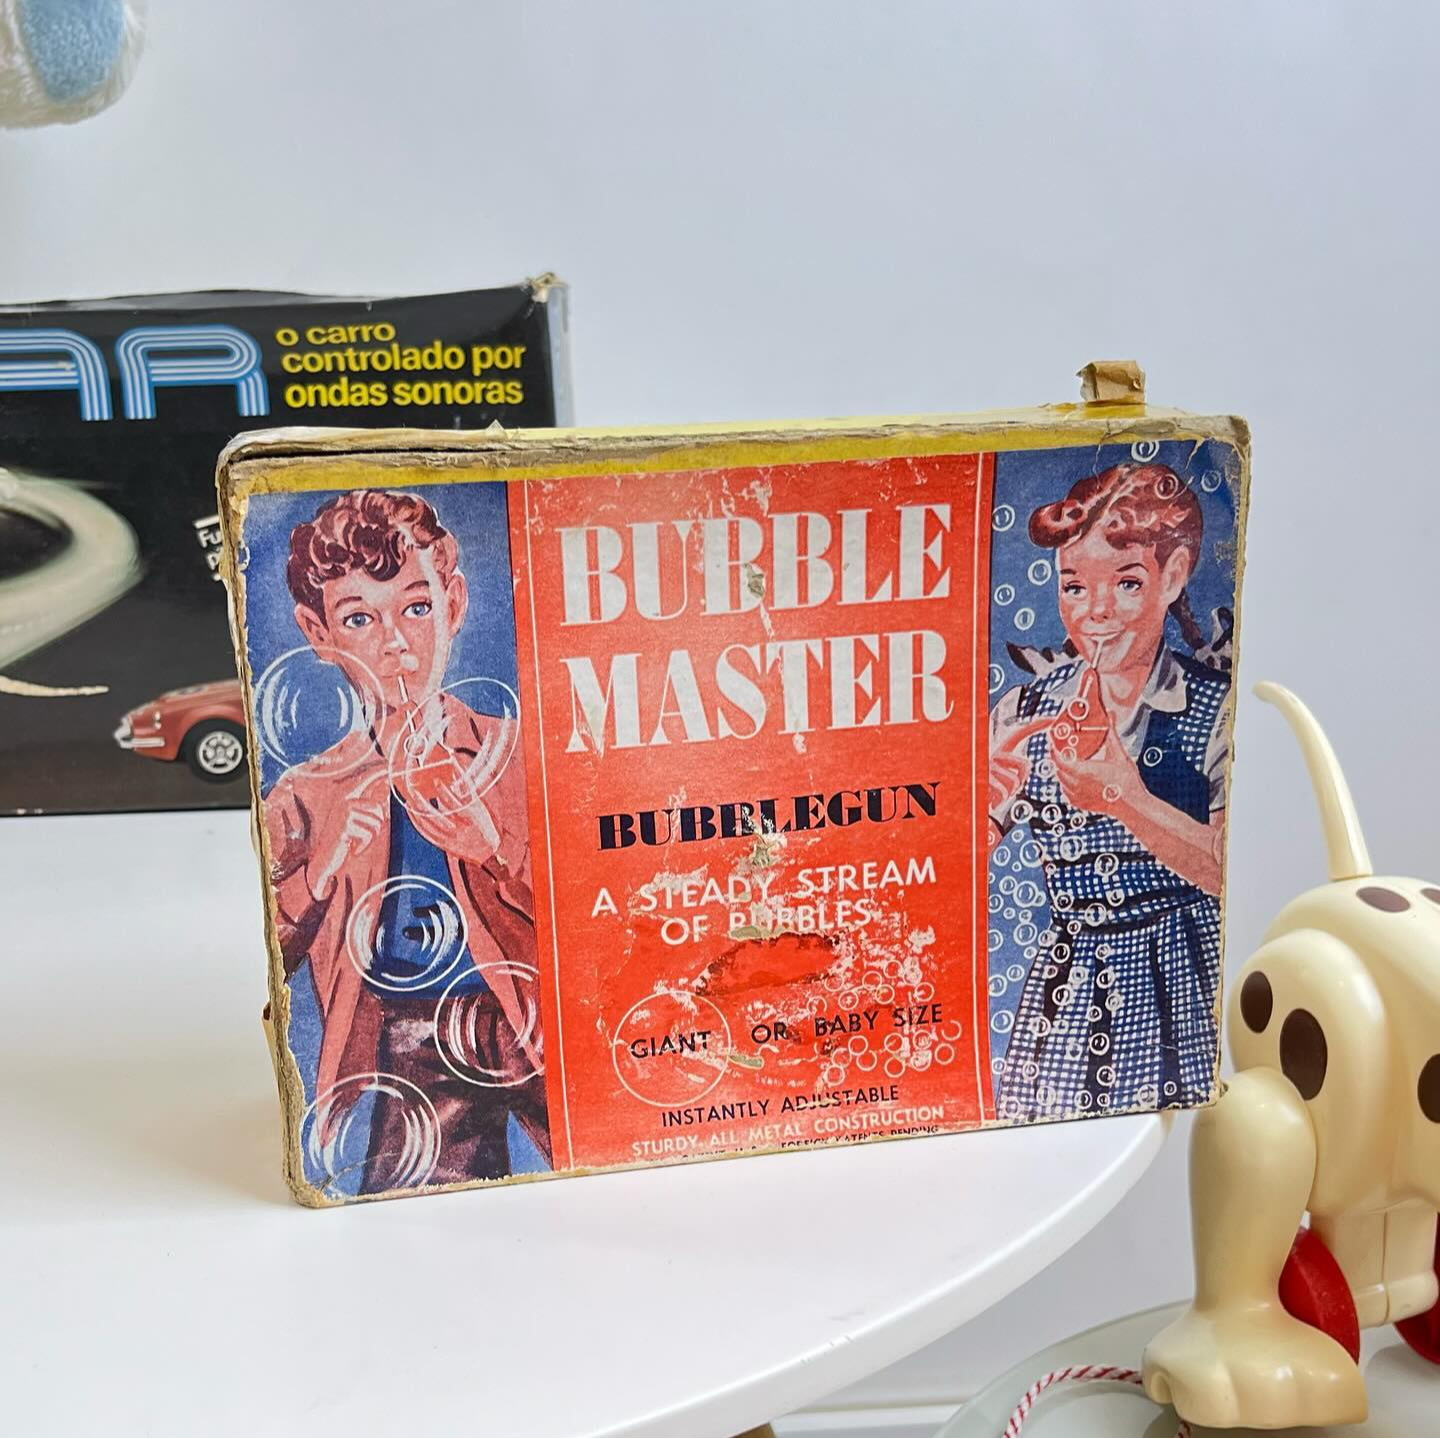 o carro
controlado por
ondas sonoras
BUBBLE
MASTER
BUBBLEGUN
A STEADY STREAM
OF BUBBLES
GIANT OR BABY SIZE
INSTANTLY ADJUSTABLE
STURDY ALL METAL CONSTRUCTION
PENDING